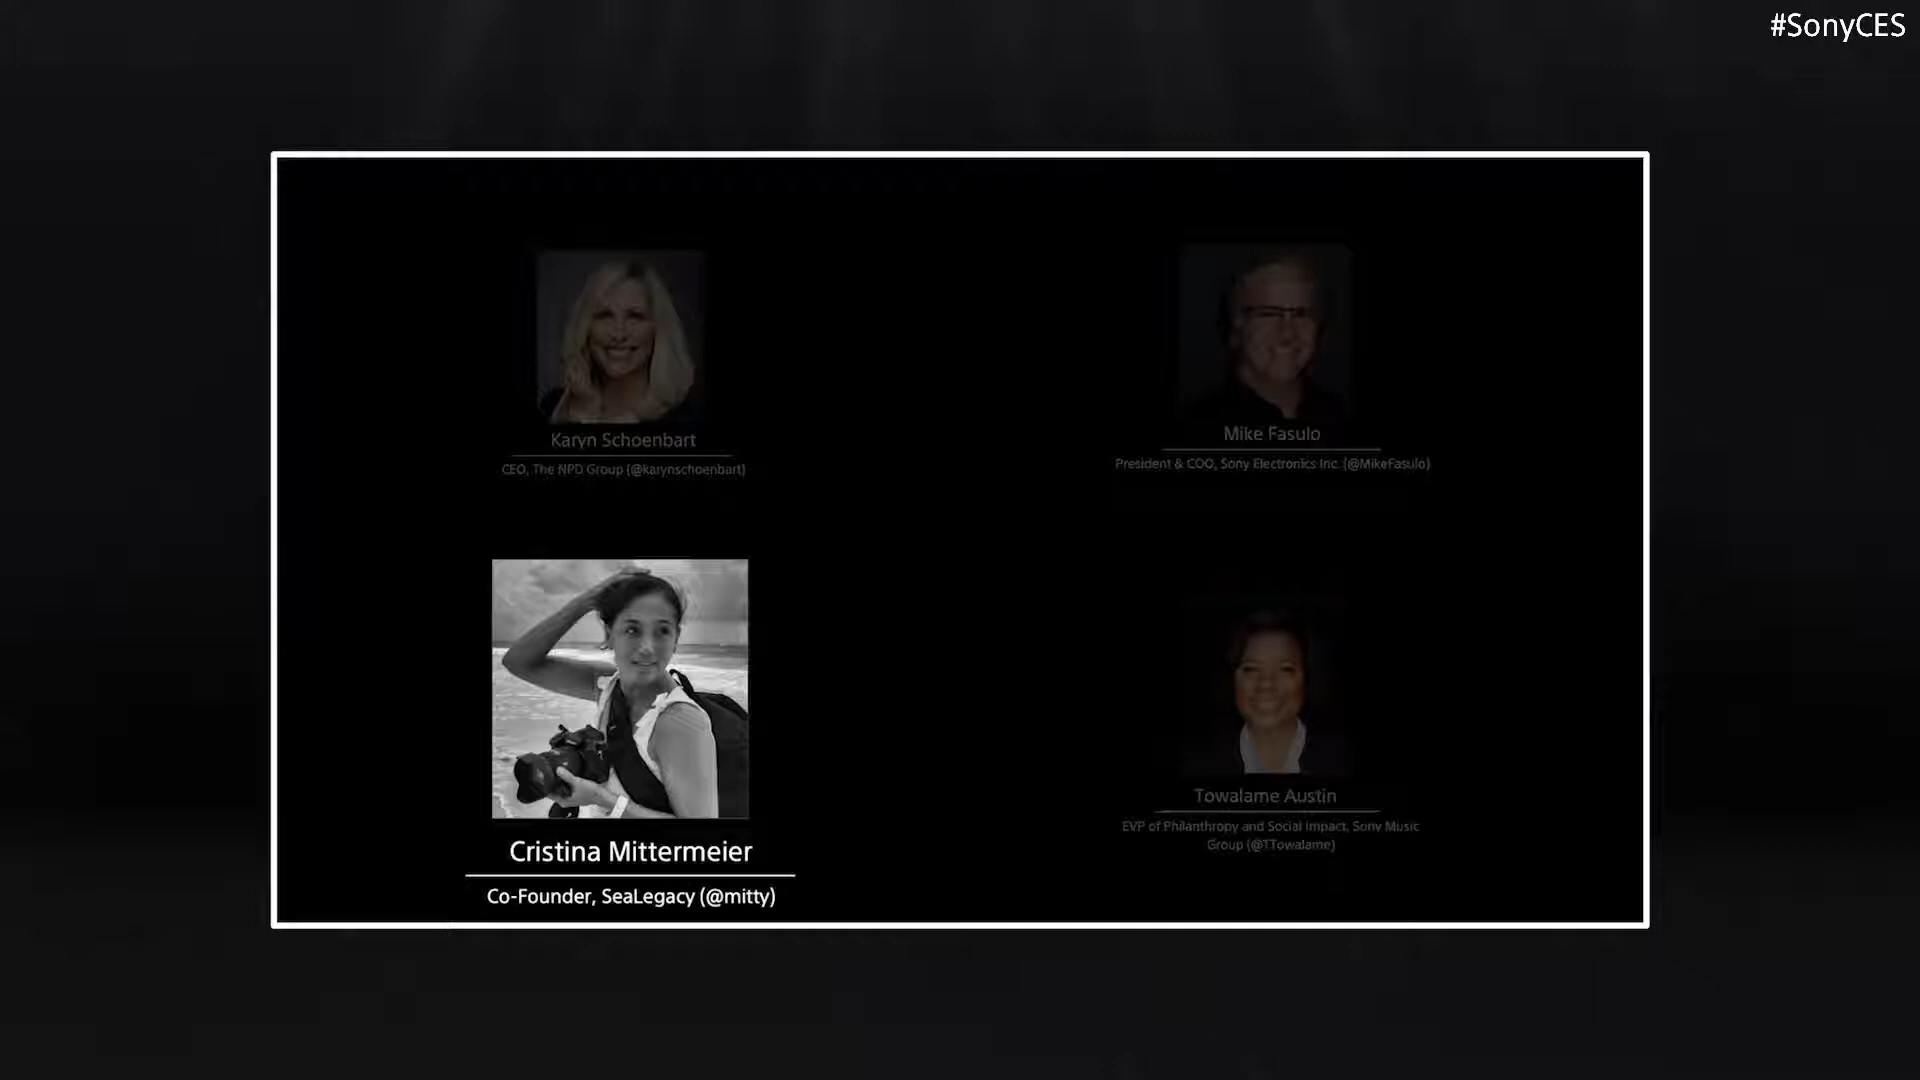 #SonyCES
Karyn Schoenbart
CEO, The NPD Group (@karynschoenbart)
Mike Fasulo
President & COO, Sony Electronics Inc. (@MikeFasulo)
Cristina Mittermeier
Co-Founder, SeaLegacy (@mitty)
Towalame Austin
EVP of Philanthropy and Social Impact, Sony Music
Group (@TTowalame)